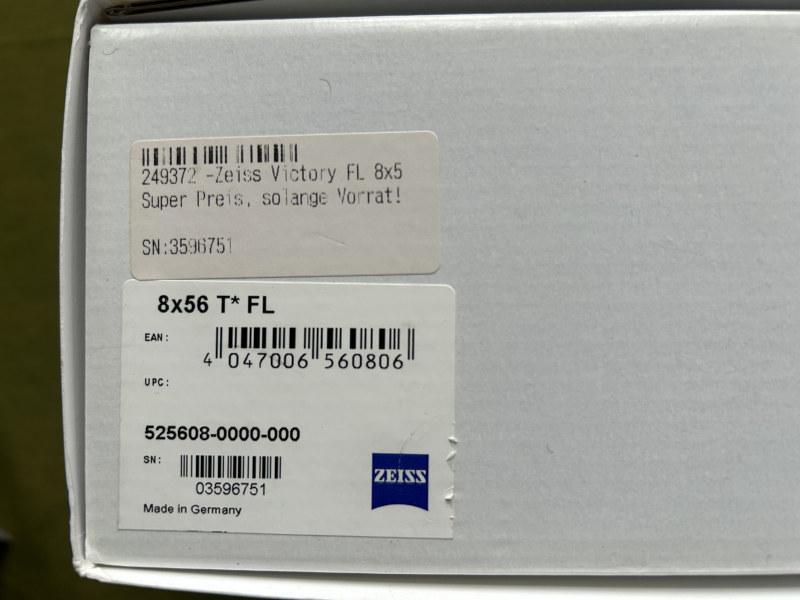 249372 -Zeiss Victory FL 8x5
Super Preis, solange Vorrat!
SN:3596751
8x56 T* FL
EAN:
4 047006 560806
UPC:
525608-0000-000
SN:
03596751
ZEISS
Made in Germany